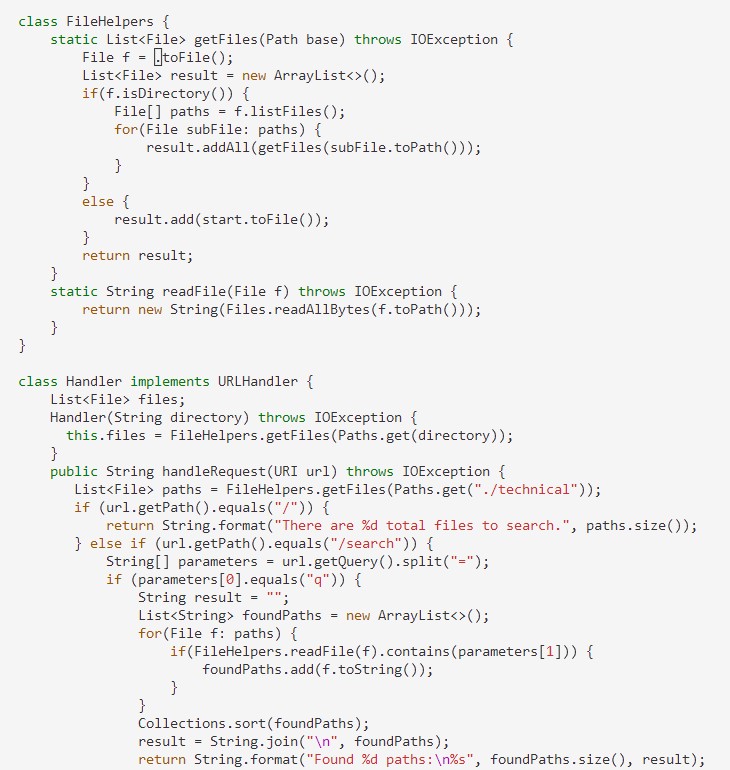 class FileHelpers {
    static List<File> getFiles(Path base) throws IOException {
        File f = .toFile();
        List<File> result = new ArrayList<>();
        if(f.isDirectory()) {
            File[] paths = f.listFiles();
            for(File subFile: paths) {
                result.addAll(getFiles(subFile.toPath()));
            }
        }
        else {
            result.add(start.toFile());
        }
        return result;
    }
    static String readFile(File f) throws IOException {
        return new String(Files.readAllBytes(f.toPath()));
    }
}

class Handler implements URLHandler {
    List<File> files;
    Handler(String directory) throws IOException {
      this.files = FileHelpers.getFiles(Paths.get(directory));
    }
    public String handleRequest(URI url) throws IOException {
       List<File> paths = FileHelpers.getFiles(Paths.get("./technical"));
       if (url.getPath().equals("/")) {
           return String.format("There are %d total files to search.", paths.size());
       } else if (url.getPath().equals("/search")) {
           String[] parameters = url.getQuery().split("=");
           if (parameters[0].equals("q")) {
               String result = "";
               List<String> foundPaths = new ArrayList<>();
               for(File f: paths) {
                   if(FileHelpers.readFile(f).contains(parameters[1])) {
                       foundPaths.add(f.toString());
                   }
               }
               Collections.sort(foundPaths);
               result = String.join("\n", foundPaths);
               return String.format("Found %d paths:\n%s", foundPaths.size(), result);